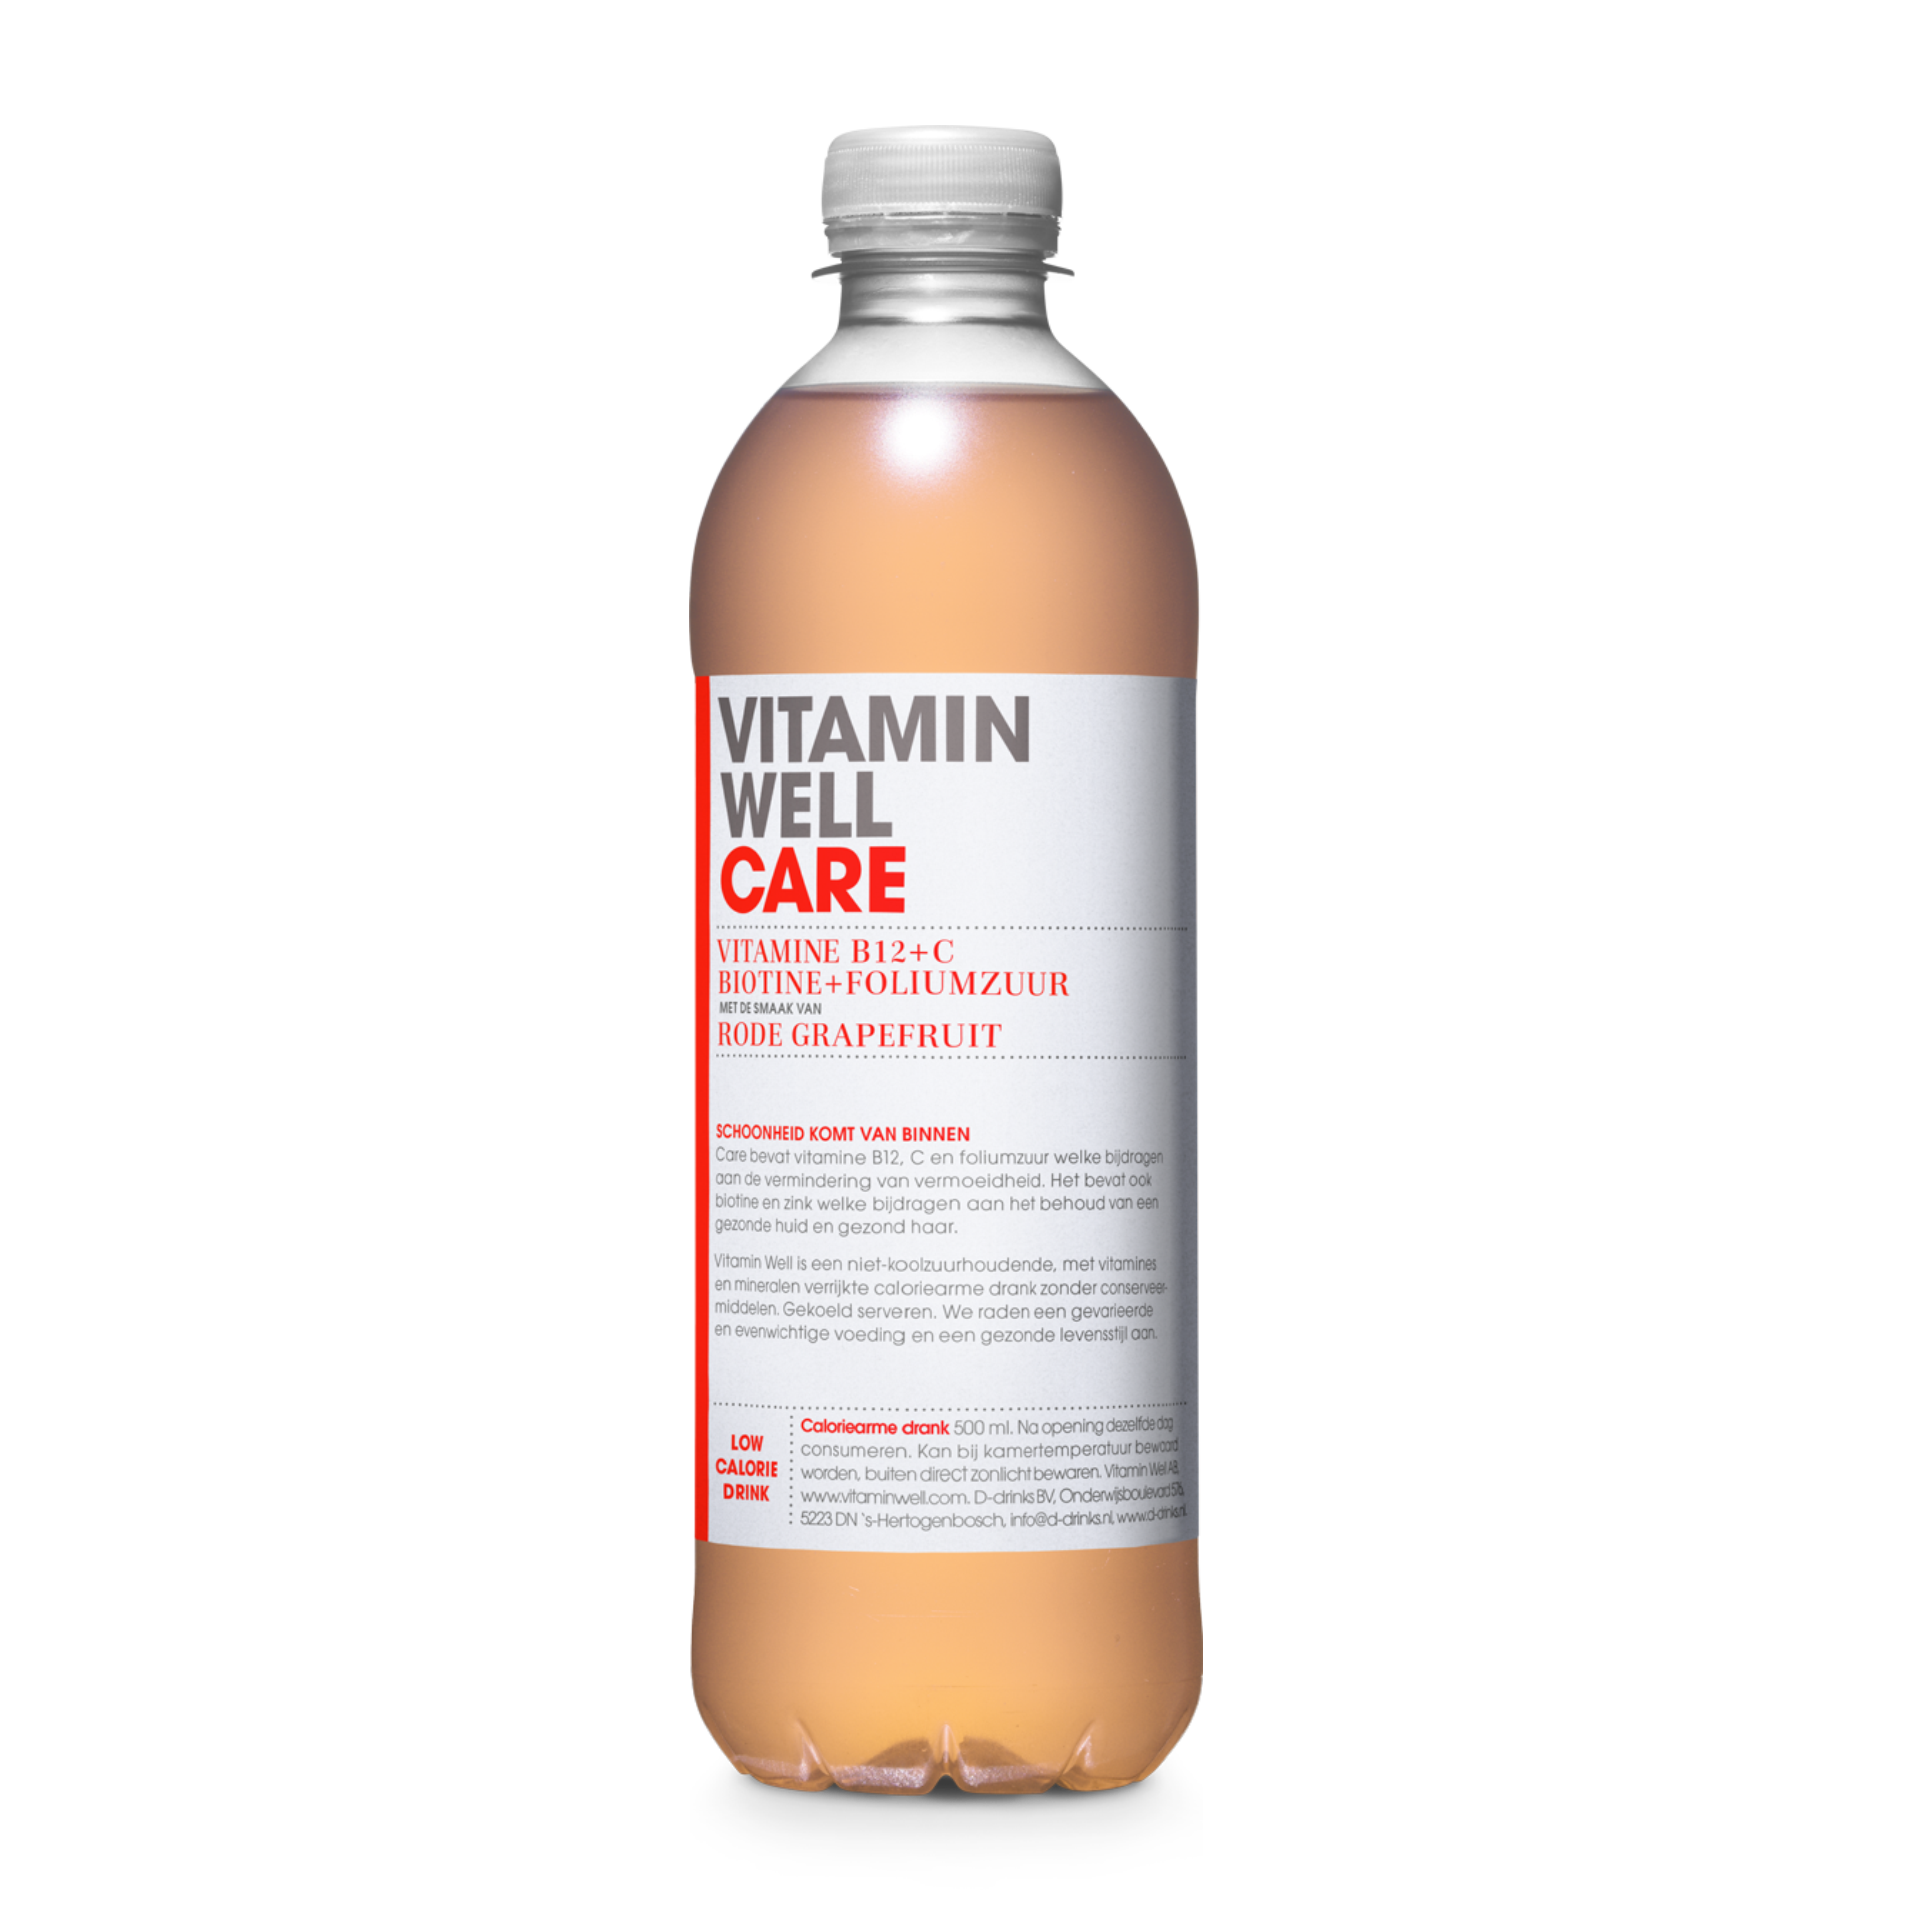 VITAMIN
WELL
CARE
VITAMINE B12+C
BIOTINE+FOLIUMZUUR
MET DE SMAAK VAN
RODE GRAPEFRUIT
SCHOONHEID KOMT VAN BINNEN
Care bevat vitamine B12, C en foliumzuur welke bijdragen
aan de vermindering van vermoeidheid. Het bevat ook
biotine en zink welke bijdragen aan het behoud van een
gezonde huid en gezond haar.
Vitamin Well is een niet-koolzuurhoudende, met vitamines
en mineralen verrijkte caloriearme drank zonder conserveer-
middelen. Gekoeld serveren. We raden een gevarieerde
en evenwichtige voeding en een gezonde levensstijl aan.
LOW
CALORIE
DRINK
Caloriearme drank 500 ml. Na opening dezelfde dag
consumeren. Kan bij kamertemperatuur bewaard
worden, buiten direct zonlicht bewaren. Vitamin Well AB,
www.vitaminwell.com. D-drinks BV, Onderwijsboulevard 576,
5223 DN `s-Hertogenbosch, info@d-drinks.nl, www.d-drinks.nl